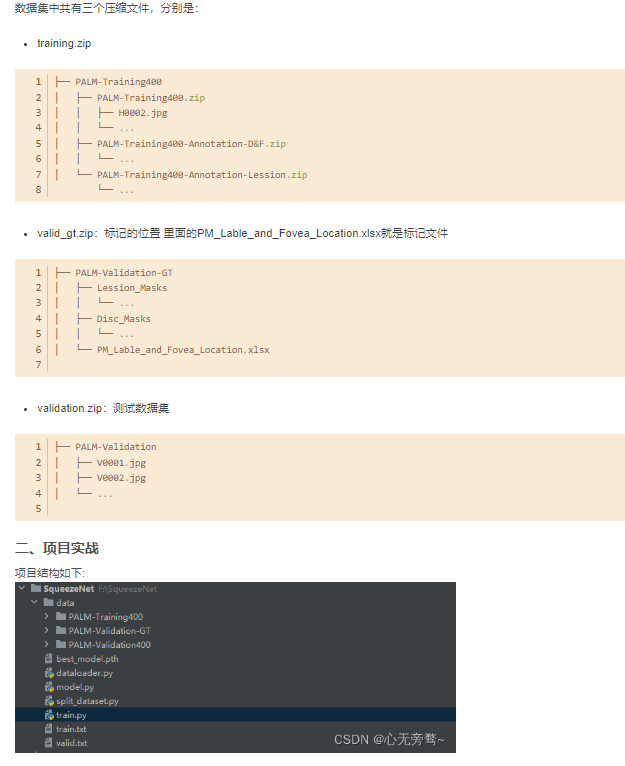 数据集中共有三个压缩文件，分别是：
• training.zip
1 ├── PALM-Training400
2 │ ├── PALM-Training400.zip
3 │ │ ├── H0002.jpg
4 │ │ └── ...
5 │ ├── PALM-Training400-Annotation-D&F.zip
6 │ │ └── ...
7 │ └── PALM-Training400-Annotation-Lession.zip
8 └── ...
• valid_gt.zip：标记的位置 里面的PM_Lable_and_Fovea_Location.xlsx就是标记文件
1 ├── PALM-Validation-GT
2 │ ├── Lession_Masks
3 │ │ └── ...
4 │ ├── Disc_Masks
5 │ │ └── ...
6 │ └── PM_Lable_and_Fovea_Location.xlsx
7
• validation.zip：测试数据集
1 ├── PALM-Validation
2 │ ├── V0001.jpg
3 │ ├── V0002.jpg
4 │ └── ...
5
二、项目实战
项目结构如下:
SqueezeNet F:\SqueezeNet
data
PALM-Training400
PALM-Validation-GT
PALM-Validation400
best_model.pth
dataloader.py
model.py
split_dataset.py
train.py
train.txt
valid.txt
CSDN @心无旁骛~